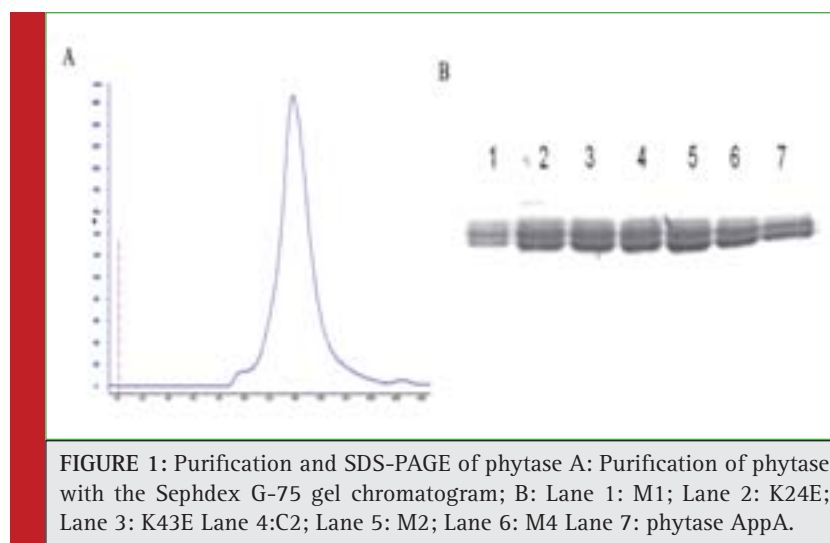 A
B
1 2 3 4 5 6 7
FIGURE 1: Purification and SDS-PAGE of phytase A: Purification of phytase
with the Sephdex G-75 gel chromatogram; B: Lane 1: M1; Lane 2: K24E;
Lane 3: K43E Lane 4:C2; Lane 5: M2; Lane 6: M4 Lane 7: phytase AppA.